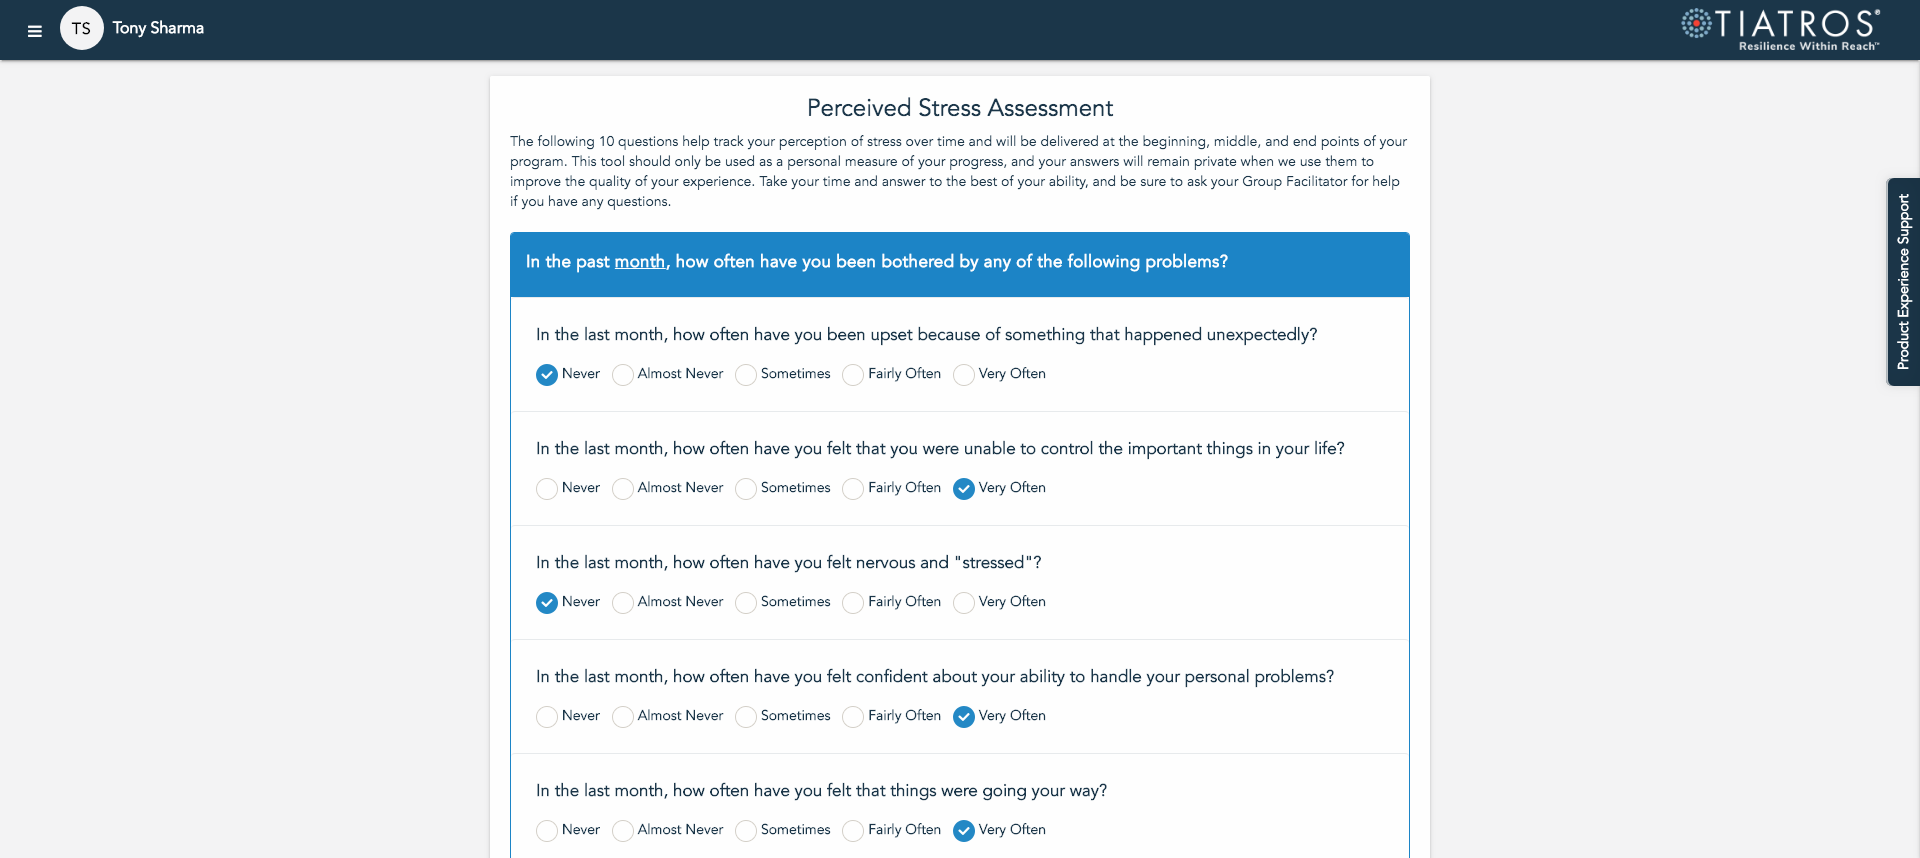 TS Tony Sharma
TIATROS®
Resilience Within Reach™
Perceived Stress Assessment
The following 10 questions help track your perception of stress over time and will be delivered at the beginning, middle, and end points of your
program. This tool should only be used as a personal measure of your progress, and your answers will remain private when we use them to
improve the quality of your experience. Take your time and answer to the best of your ability, and be sure to ask your Group Facilitator for help
if you have any questions.
Product Experience Support
In the past month, how often have you been bothered by any of the following problems?
In the last month, how often have you been upset because of something that happened unexpectedly?
Never Almost Never Sometimes Fairly Often Very Often
In the last month, how often have you felt that you were unable to control the important things in your life?
Never Almost Never Sometimes Fairly Often Very Often
In the last month, how often have you felt nervous and "stressed"?
Never Almost Never Sometimes Fairly Often Very Often
In the last month, how often have you felt confident about your ability to handle your personal problems?
Never Almost Never Sometimes Fairly Often Very Often
In the last month, how often have you felt that things were going your way?
Never Almost Never Sometimes Fairly Often Very Often